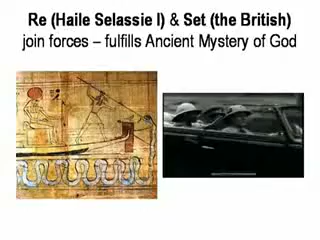 Re (Haile Selassie I) & Set (the British)
join forces – fulfills Ancient Mystery of God